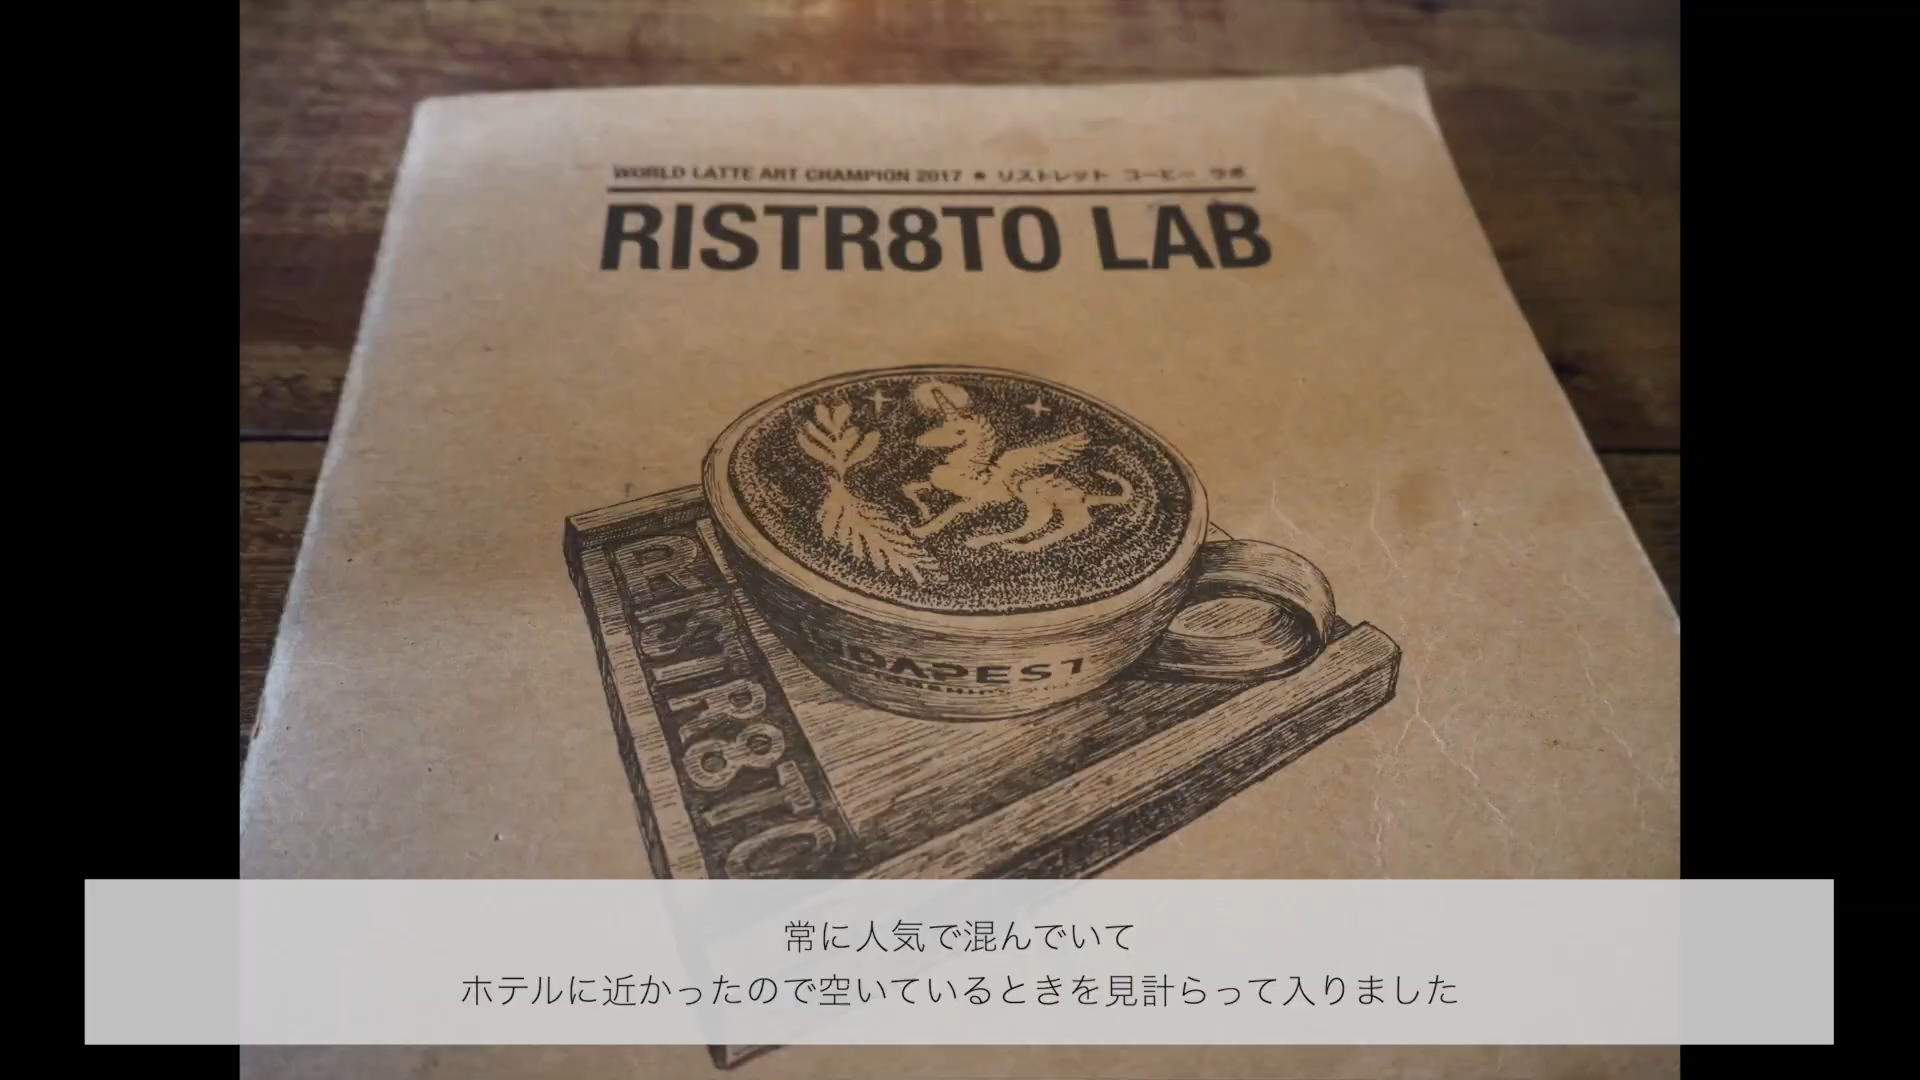 WORLD LATTE ART CHAMPION 2017 ★ リストレット コーヒー ラボ
RISTR8TO LAB
RISTR8TO
常に人気で混んでいて
ホテルに近かったので空いているときを見計らって入りました